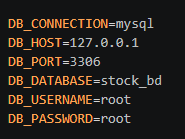 DB_CONNECTION=mysql
DB_HOST=127.0.0.1
DB_PORT=3306
DB_DATABASE=stock_bd
DB_USERNAME=root
DB_PASSWORD=root